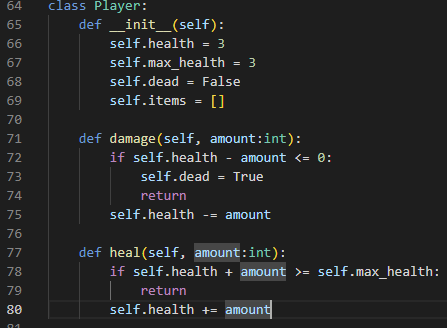 64 class Player:
65     def __init__(self):
66         self.health = 3
67         self.max_health = 3
68         self.dead = False
69         self.items = []
70
71     def damage(self, amount:int):
72         if self.health - amount <= 0:
73             self.dead = True
74             return
75         self.health -= amount
76
77     def heal(self, amount:int):
78         if self.health + amount >= self.max_health:
79             return
80         self.health += amount
81